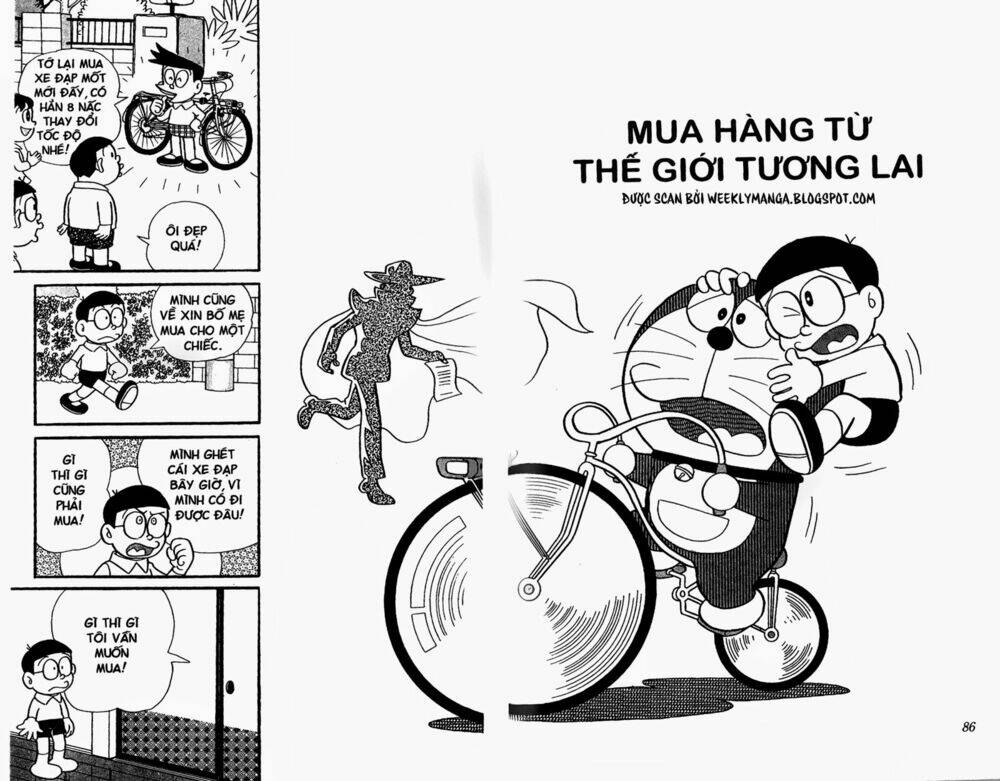 MUA HÀNG TỪ
THẾ GIỚI TƯƠNG LAI
ĐƯỢC SCAN BỞI WEEKLYMANGA.BLOGSPOT.COM
86
TỚ LẠI MUA
XE ĐẠP MỐT
MỚI ĐẤY, CÓ
HẲN 8 NẤC
THAY ĐỔI
TỐC ĐỘ
NHÉ!
ÔI ĐẸP
QUÁ!
MÌNH CŨNG
VỀ XIN BỐ MẸ
MUA CHO MỘT
CHIẾC.
MÌNH GHÉT
CÁI XE ĐẠP
BÂY GIỜ, VÌ
MÌNH CÓ ĐI
ĐƯỢC ĐÂU!
GÌ
THÌ GÌ
CŨNG
PHẢI
MUA!
GÌ THÌ GÌ
TÔI VẪN
MUỐN
MUA!